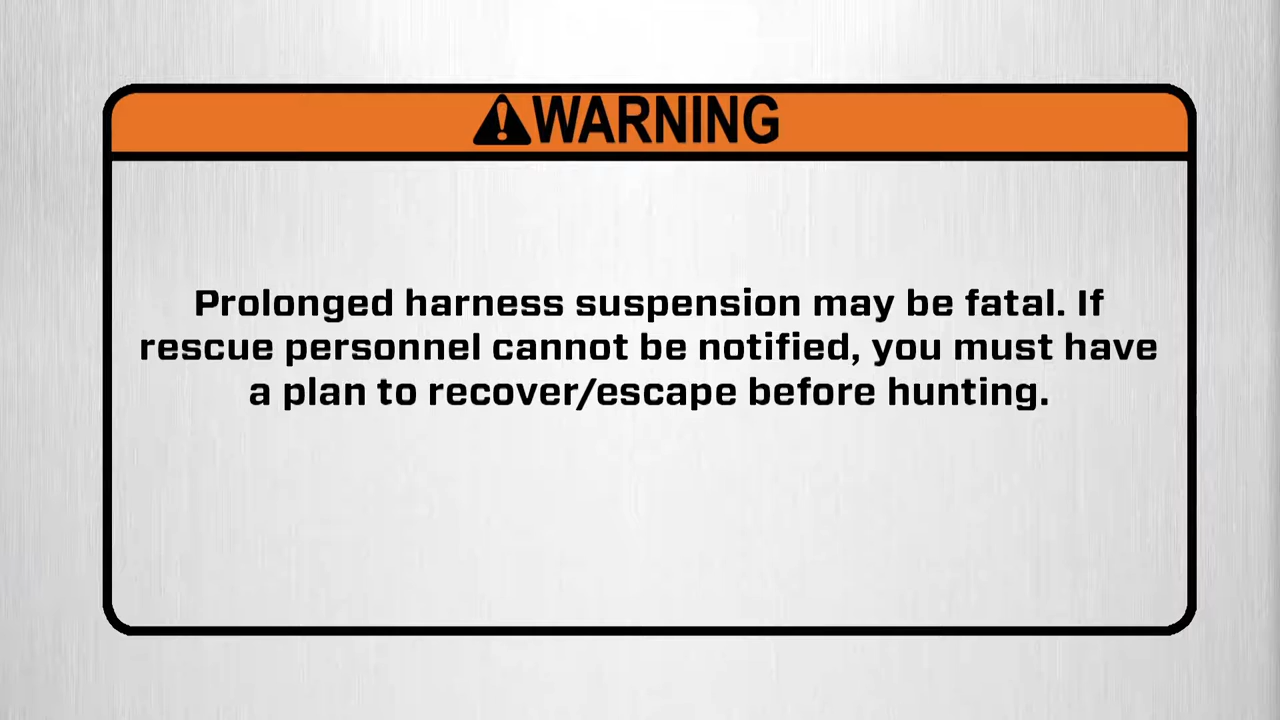 WARNING
Prolonged harness suspension may be fatal. If
rescue personnel cannot be notified, you must have
a plan to recover/escape before hunting.